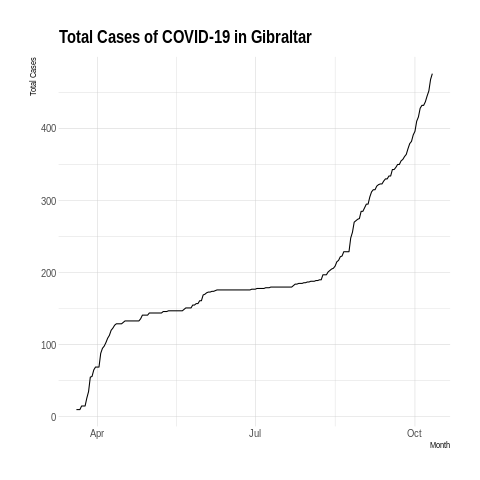 Total Cases of COVID-19 in Gibraltar
Total Cases
400
300
200
100
0
Apr
Jul
Oct
Month